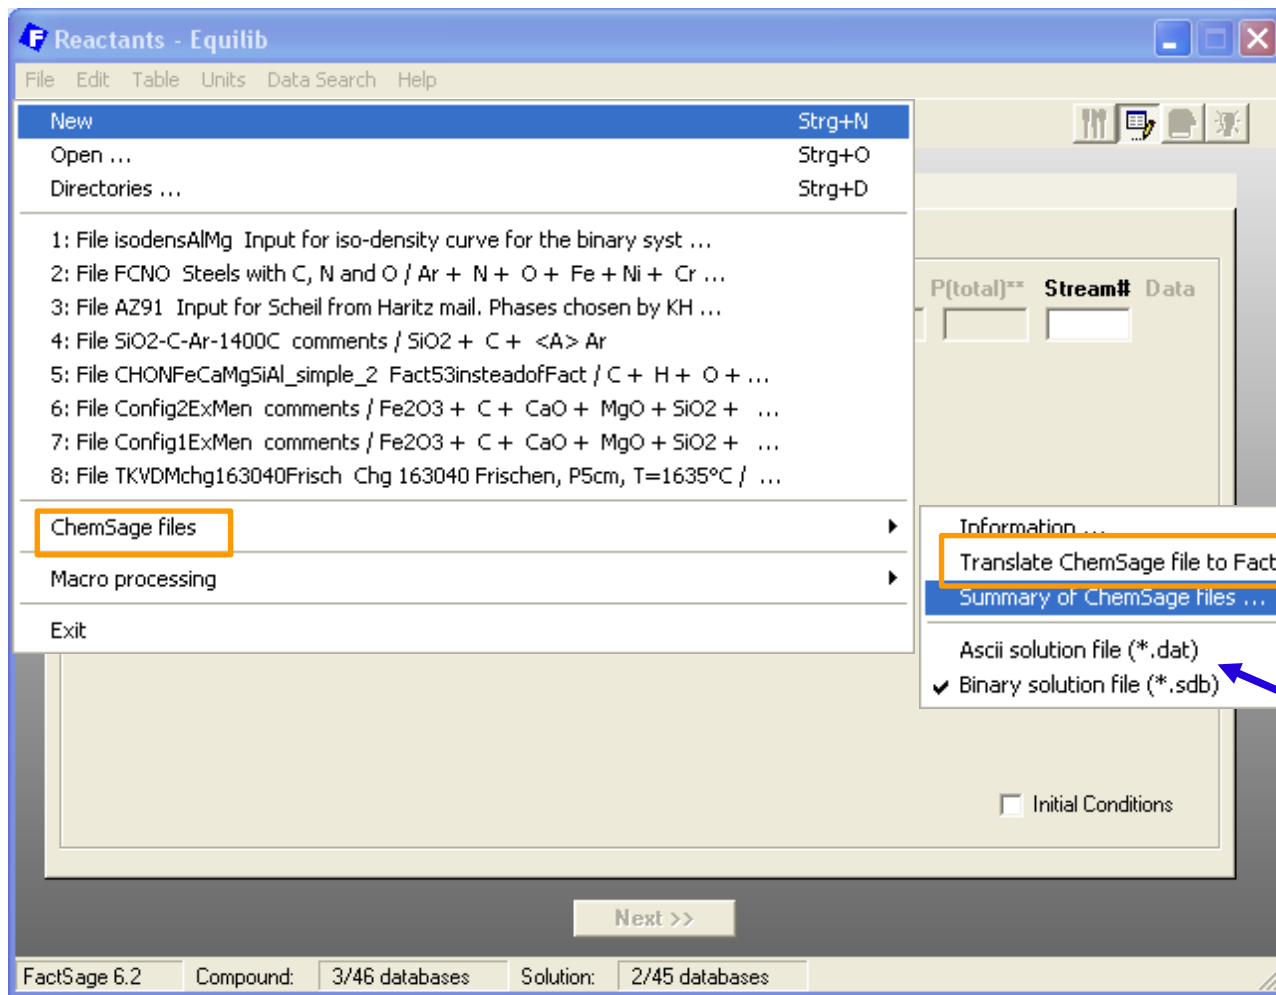 Reactants - Equilib
File Edit Table Units Data Search Help
New Strg+N
Open ... Strg+O
Directories ... Strg+D
1: File isodensAlMg Input for iso-density curve for the binary syst ...
2: File FCNO Steels with C, N and O / Ar + N + O + Fe + Ni + Cr ...
3: File AZ91 Input for Scheil from Haritz mail. Phases chosen by KH ...
4: File SiO2-C-Ar-1400C comments / SiO2 + C + <A> Ar
5: File CHONFeCaMgSiAl_simple_2 Fact53insteadofFact / C + H + O + ...
6: File Config2ExMen comments / Fe2O3 + C + CaO + MgO + SiO2 + ...
7: File Config1ExMen comments / Fe2O3 + C + CaO + MgO + SiO2 + ...
8: File TKVDMchg163040Frisch Chg 163040 Frischen, P5cm, T=1635°C / ...
P(total)** Stream# Data
ChemSage files
Macro processing
Exit
Information ...
Translate ChemSage file to Fact
Summary of ChemSage files ...
Ascii solution file (*.dat)
Binary solution file (*.sdb)
Initial Conditions
Next >>
FactSage 6.2 Compound: 3/46 databases Solution: 2/45 databases